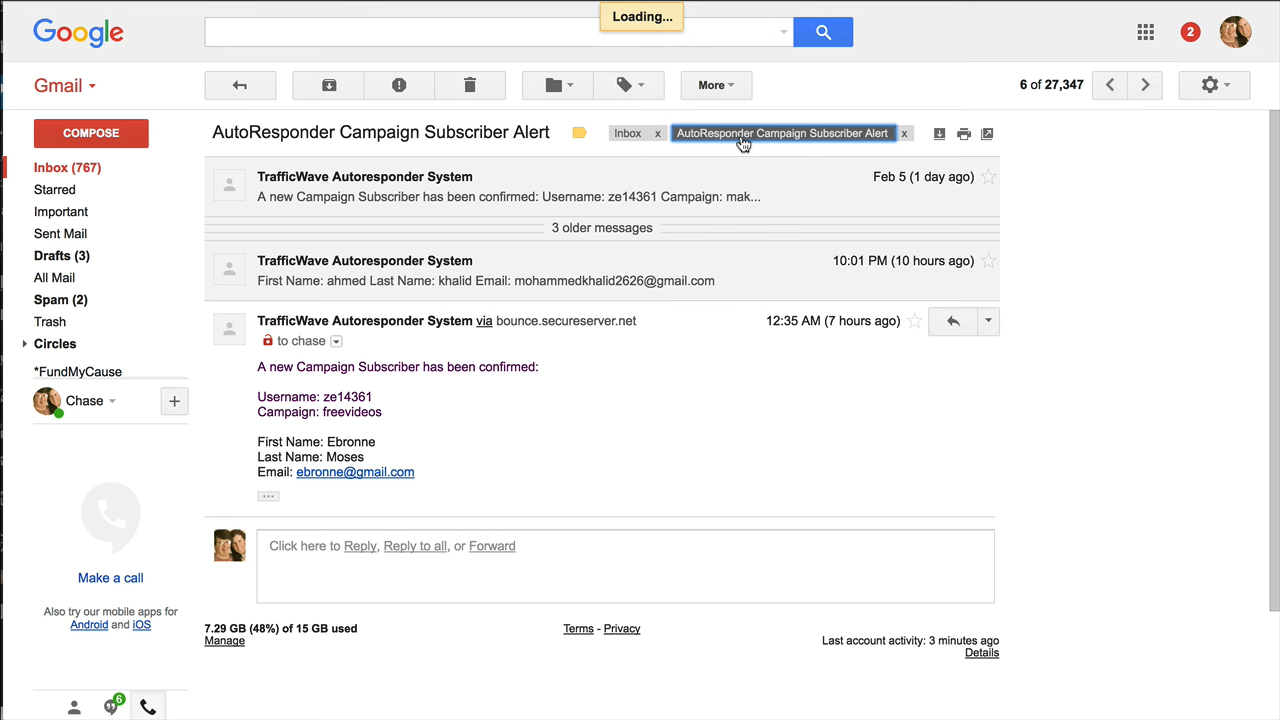 Loading...
Google
2
Gmail
More
6 of 27,347
COMPOSE
AutoResponder Campaign Subscriber Alert
Inbox x
AutoResponder Campaign Subscriber Alert x
Inbox (767)
Starred
Important
Sent Mail
Drafts (3)
All Mail
Spam (2)
Trash
Circles
*FundMyCause
Chase
Make a call
Also try our mobile apps for
Android and iOS
6
TrafficWave Autoresponder System
Feb 5 (1 day ago)
A new Campaign Subscriber has been confirmed: Username: ze14361 Campaign: mak...
3 older messages
TrafficWave Autoresponder System
10:01 PM (10 hours ago)
First Name: ahmed Last Name: khalid Email: mohammedkhalid2626@gmail.com
TrafficWave Autoresponder System via bounce.secureserver.net
12:35 AM (7 hours ago)
to chase
A new Campaign Subscriber has been confirmed:
Username: ze14361
Campaign: freevideos
First Name: Ebronne
Last Name: Moses
Email: ebronne@gmail.com
Click here to Reply, Reply to all, or Forward
7.29 GB (48%) of 15 GB used
Manage
Terms - Privacy
Last account activity: 3 minutes ago
Details